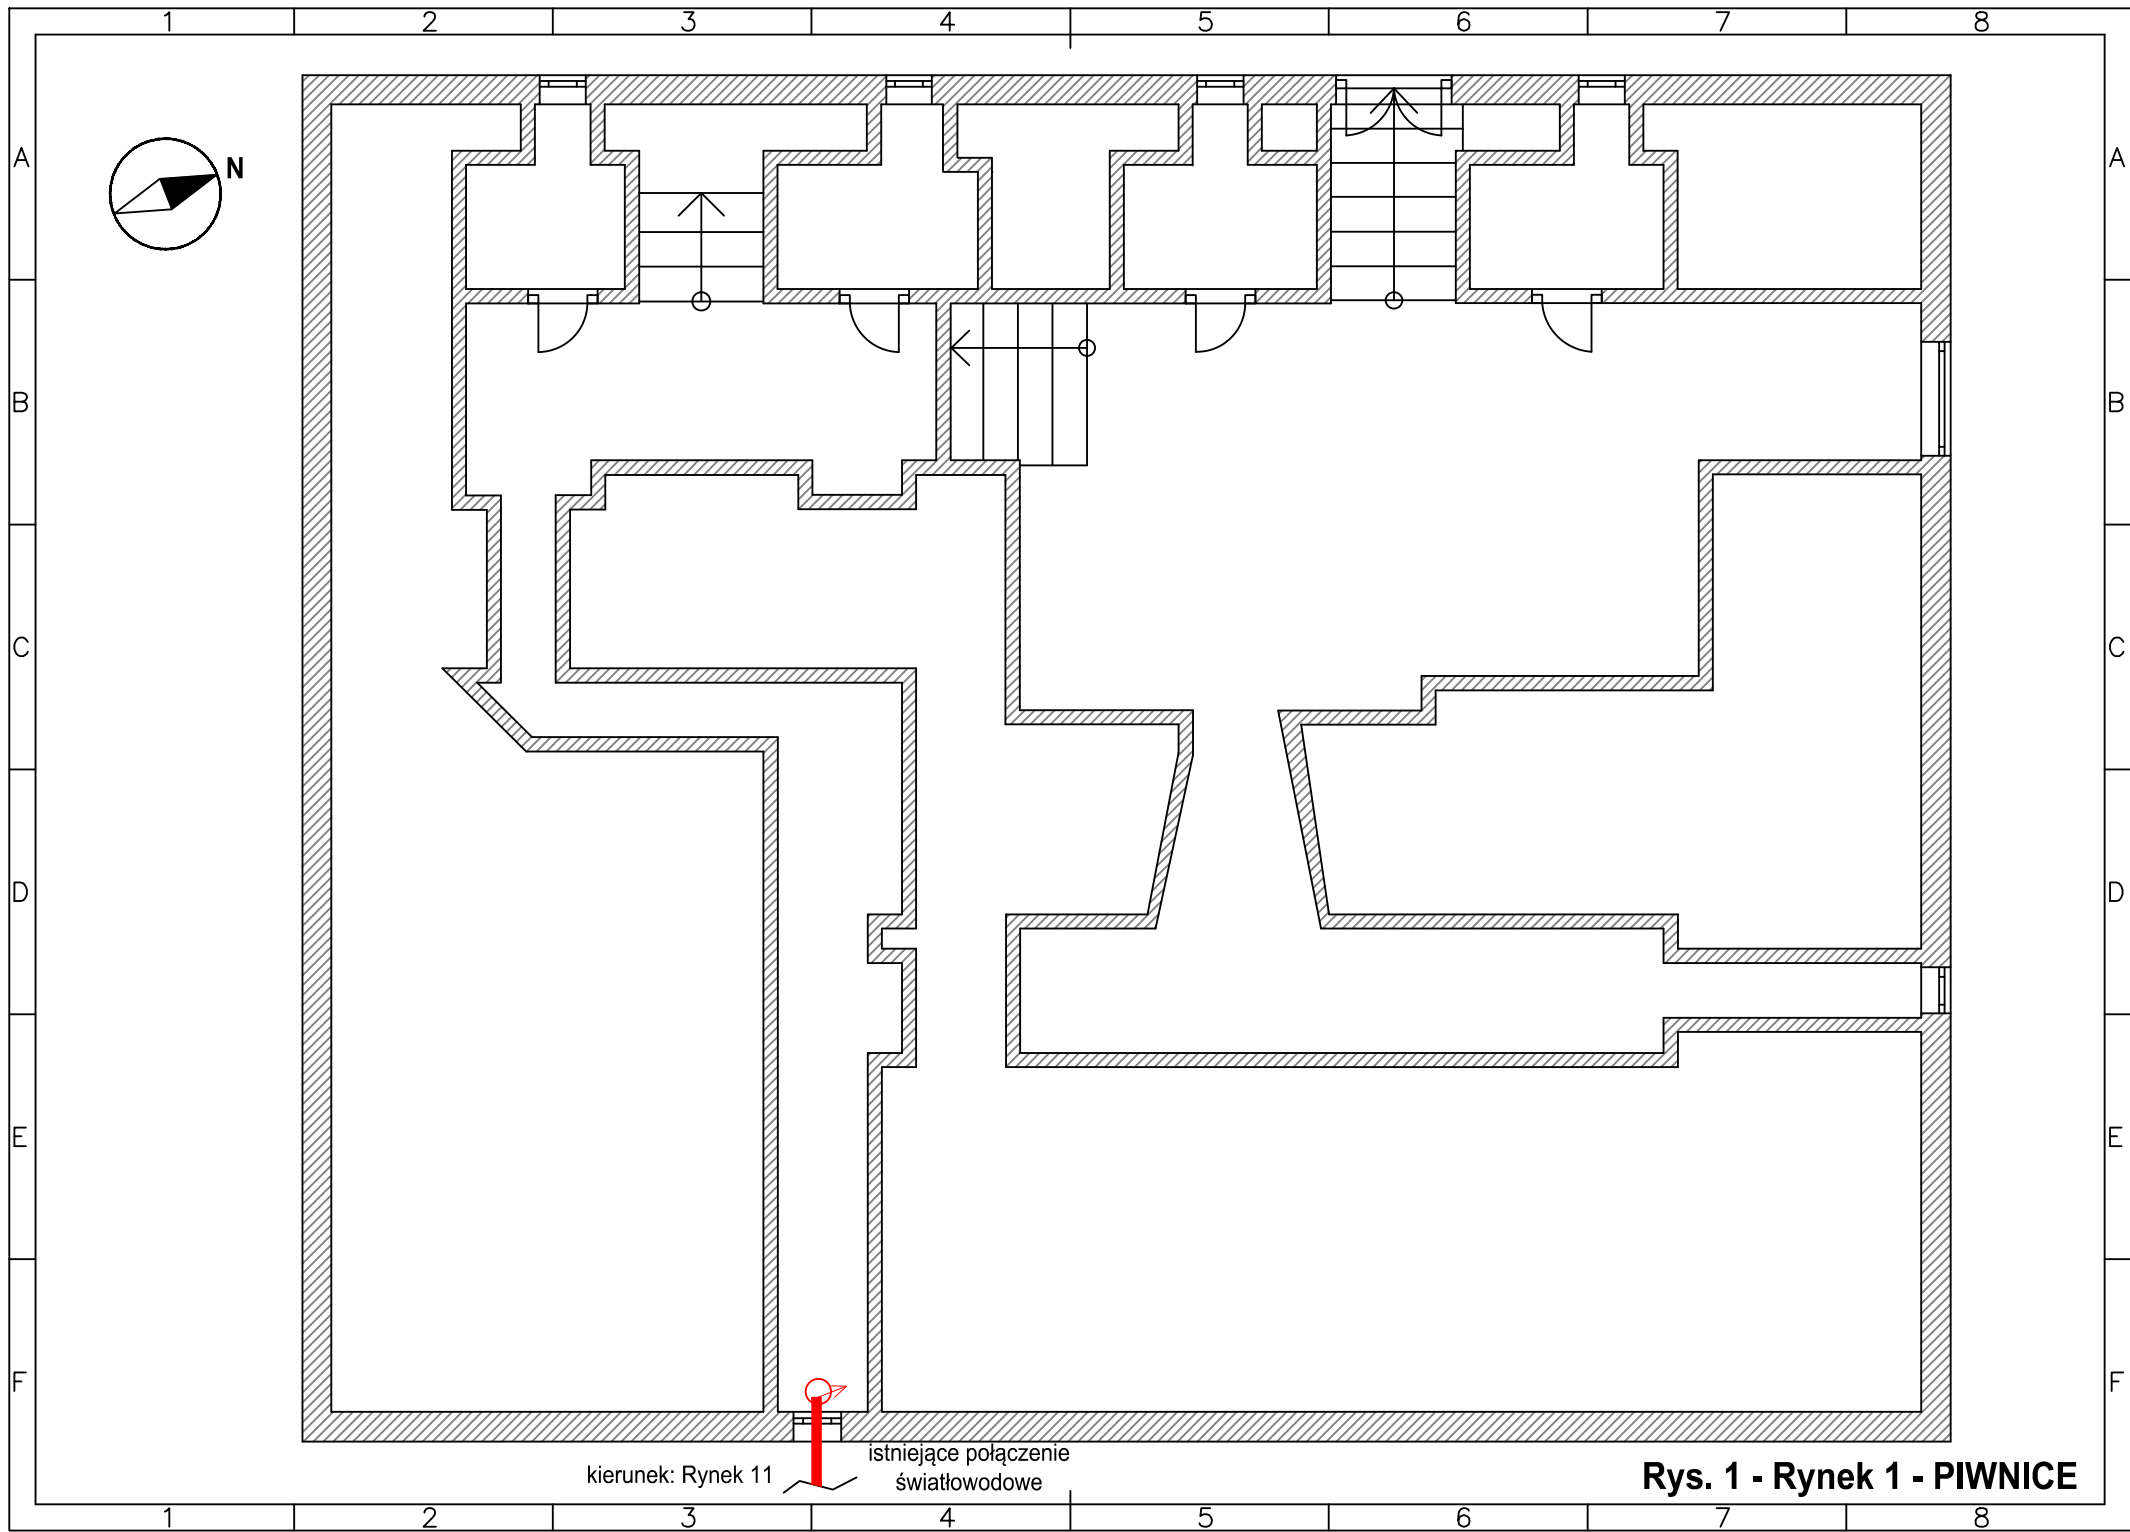 1 2 3 4 5 6 7 8
A A
N
B B
C C
D D
E E
F F
istniejące połączenie
kierunek: Rynek 11
światłowodowe
Rys. 1 - Rynek 1 - PIWNICE
1 2 3 4 5 6 7 8